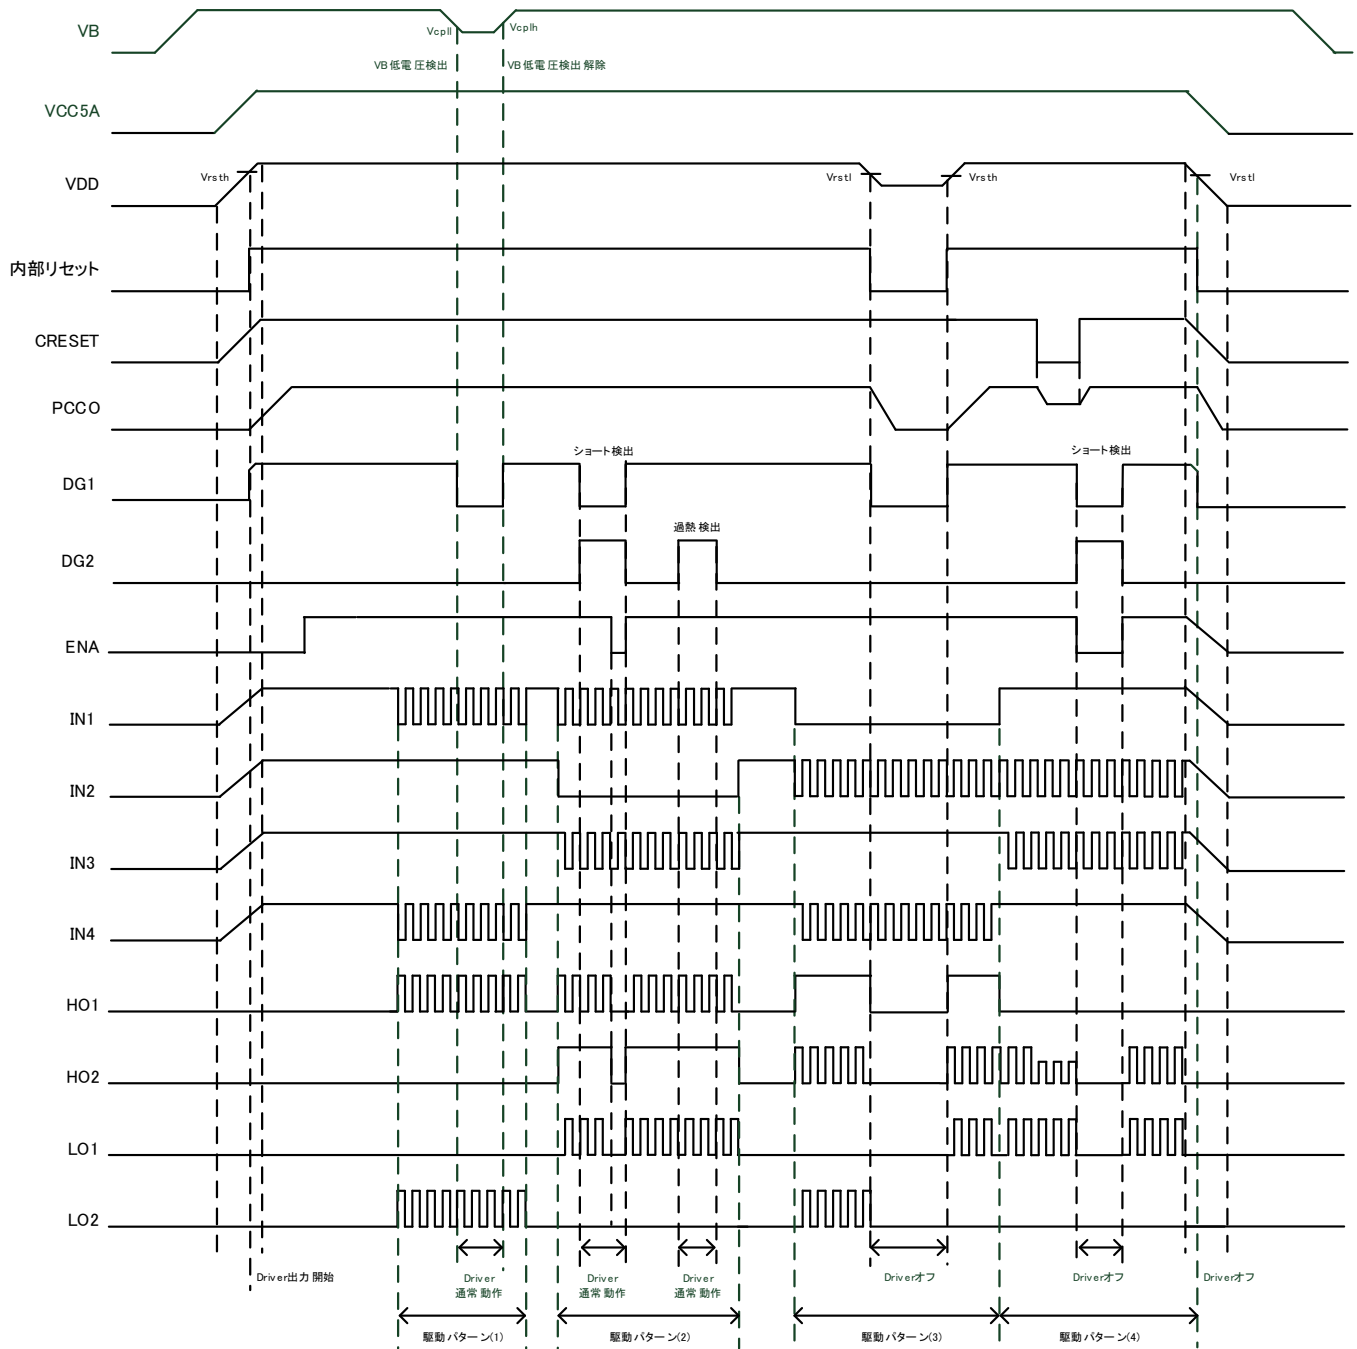 VB
Vcpll
Vcplh
VB低電圧検出
VB低電圧検出解除
VCC5A
VDD
Vrsth
Vrstl
Vrsth
Vrstl
内部リセット
CRESET
PCCO
ショート検出
ショート検出
DG1
過熱検出
DG2
ENA
IN1
IN2
IN3
IN4
HO1
HO2
LO1
LO2
Driver出力開始
Driver
通常動作
Driver
通常動作
Driver
通常動作
Driverオフ
Driverオフ
Driverオフ
駆動パターン(1)
駆動パターン(2)
駆動パターン(3)
駆動パターン(4)